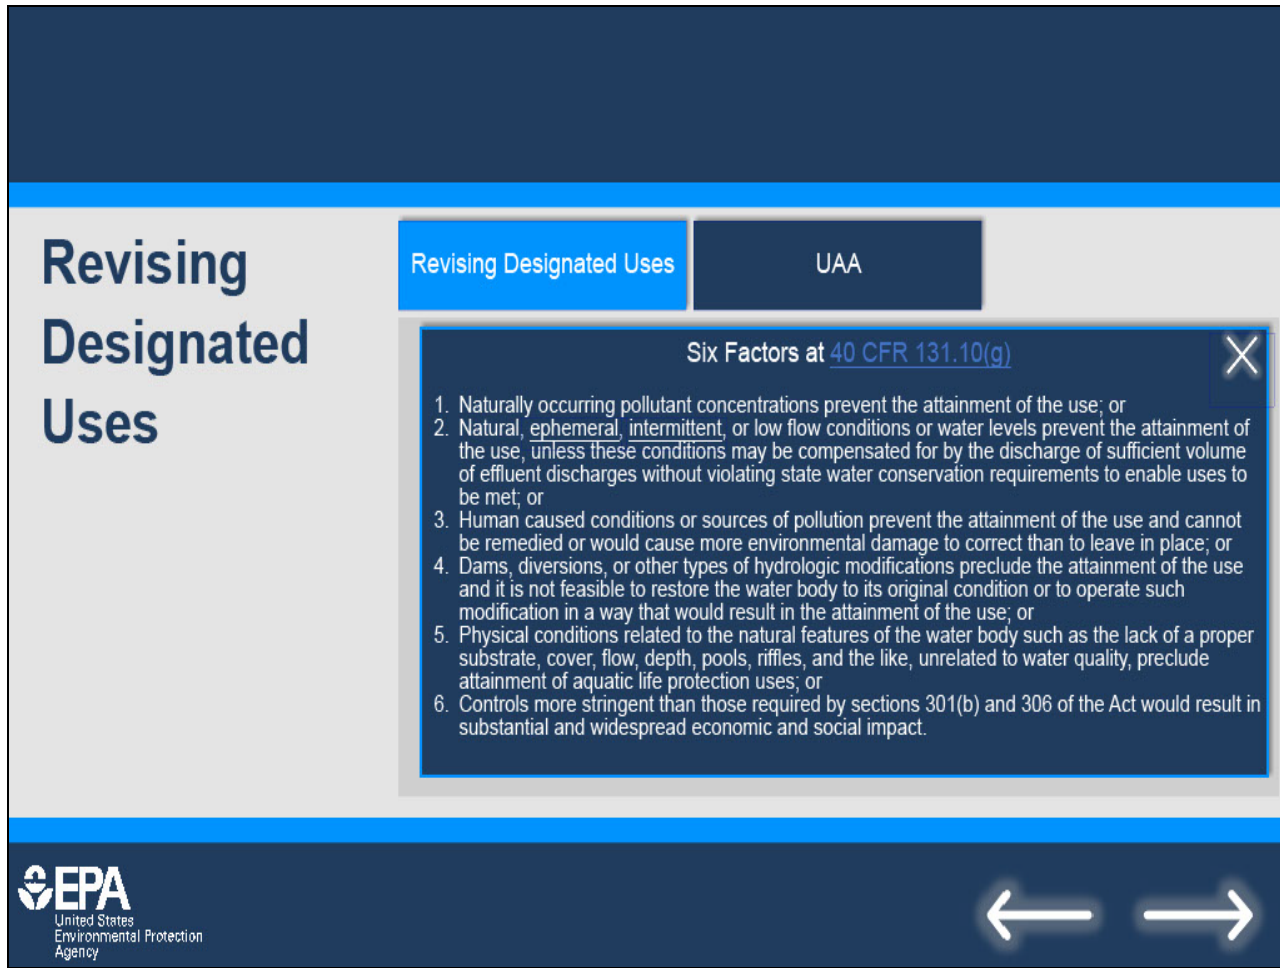 Revising
Designated
Uses
Revising Designated Uses
UAA
Six Factors at 40 CFR 131.10(g)
1. Naturally occurring pollutant concentrations prevent the attainment of the use; or
2. Natural, ephemeral, intermittent, or low flow conditions or water levels prevent the attainment of
the use, unless these conditions may be compensated for by the discharge of sufficient volume
of effluent discharges without violating state water conservation requirements to enable uses to
be met; or
3. Human caused conditions or sources of pollution prevent the attainment of the use and cannot
be remedied or would cause more environmental damage to correct than to leave in place; or
4. Dams, diversions, or other types of hydrologic modifications preclude the attainment of the use
and it is not feasible to restore the water body to its original condition or to operate such
modification in a way that would result in the attainment of the use; or
5. Physical conditions related to the natural features of the water body such as the lack of a proper
substrate, cover, flow, depth, pools, riffles, and the like, unrelated to water quality, preclude
attainment of aquatic life protection uses; or
6. Controls more stringent than those required by sections 301(b) and 306 of the Act would result in
substantial and widespread economic and social impact.
EPA
United States
Environmental Protection
Agency